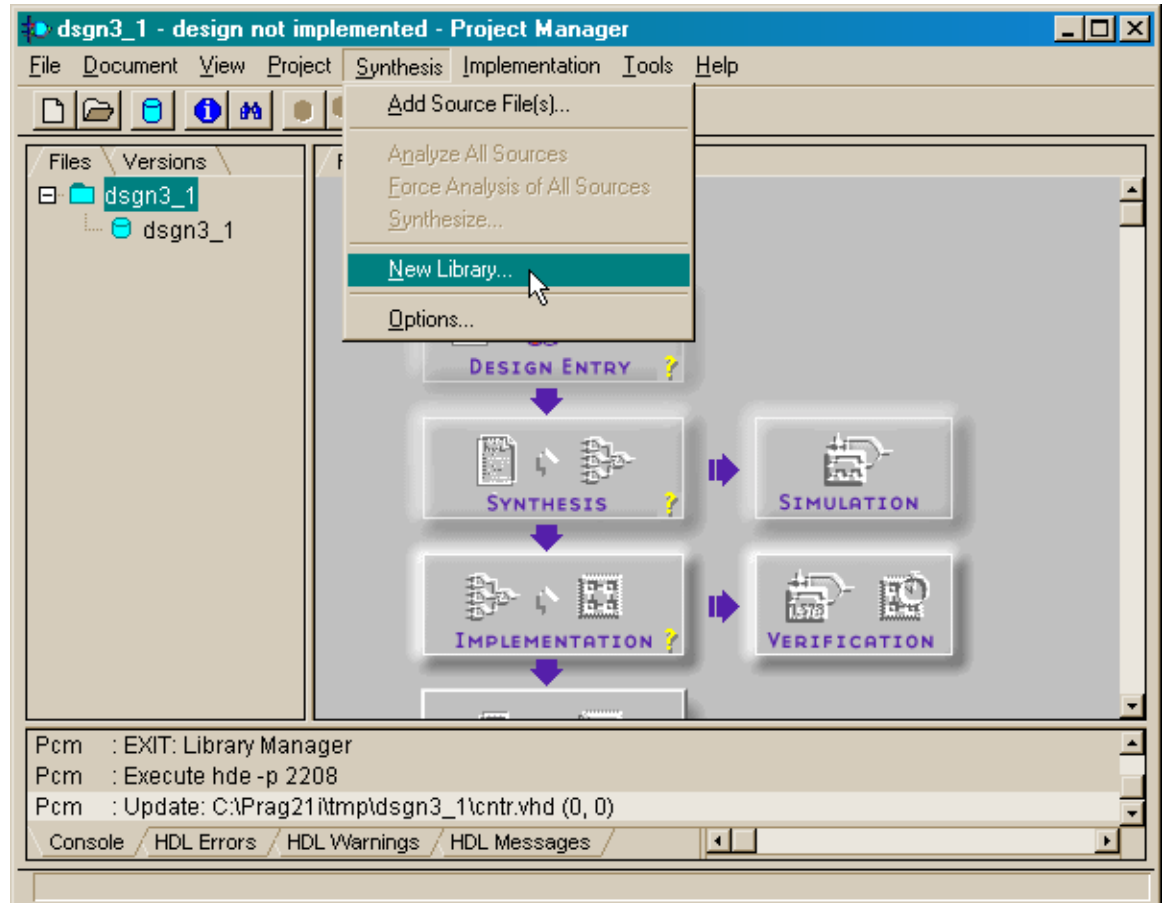 dsgn3_1 - design not implemented - Project Manager
File Document View Project Synthesis Implementation Tools Help
Add Source File(s)...
Files Versions F
Analyze All Sources
dsgn3_1
Force Analysis of All Sources
dsgn3_1
Synthesize...
New Library...
Options...
DESIGN ENTRY ?
SYNTHESIS ?
SIMULATION
IMPLEMENTATION ?
1.578
VERIFICATION
Pcm : EXIT: Library Manager
Pcm : Execute hde -p 2208
Pcm : Update: C:\Prag21i\tmp\dsgn3_1\cntr.vhd (0, 0)
Console HDL Errors HDL Warnings HDL Messages